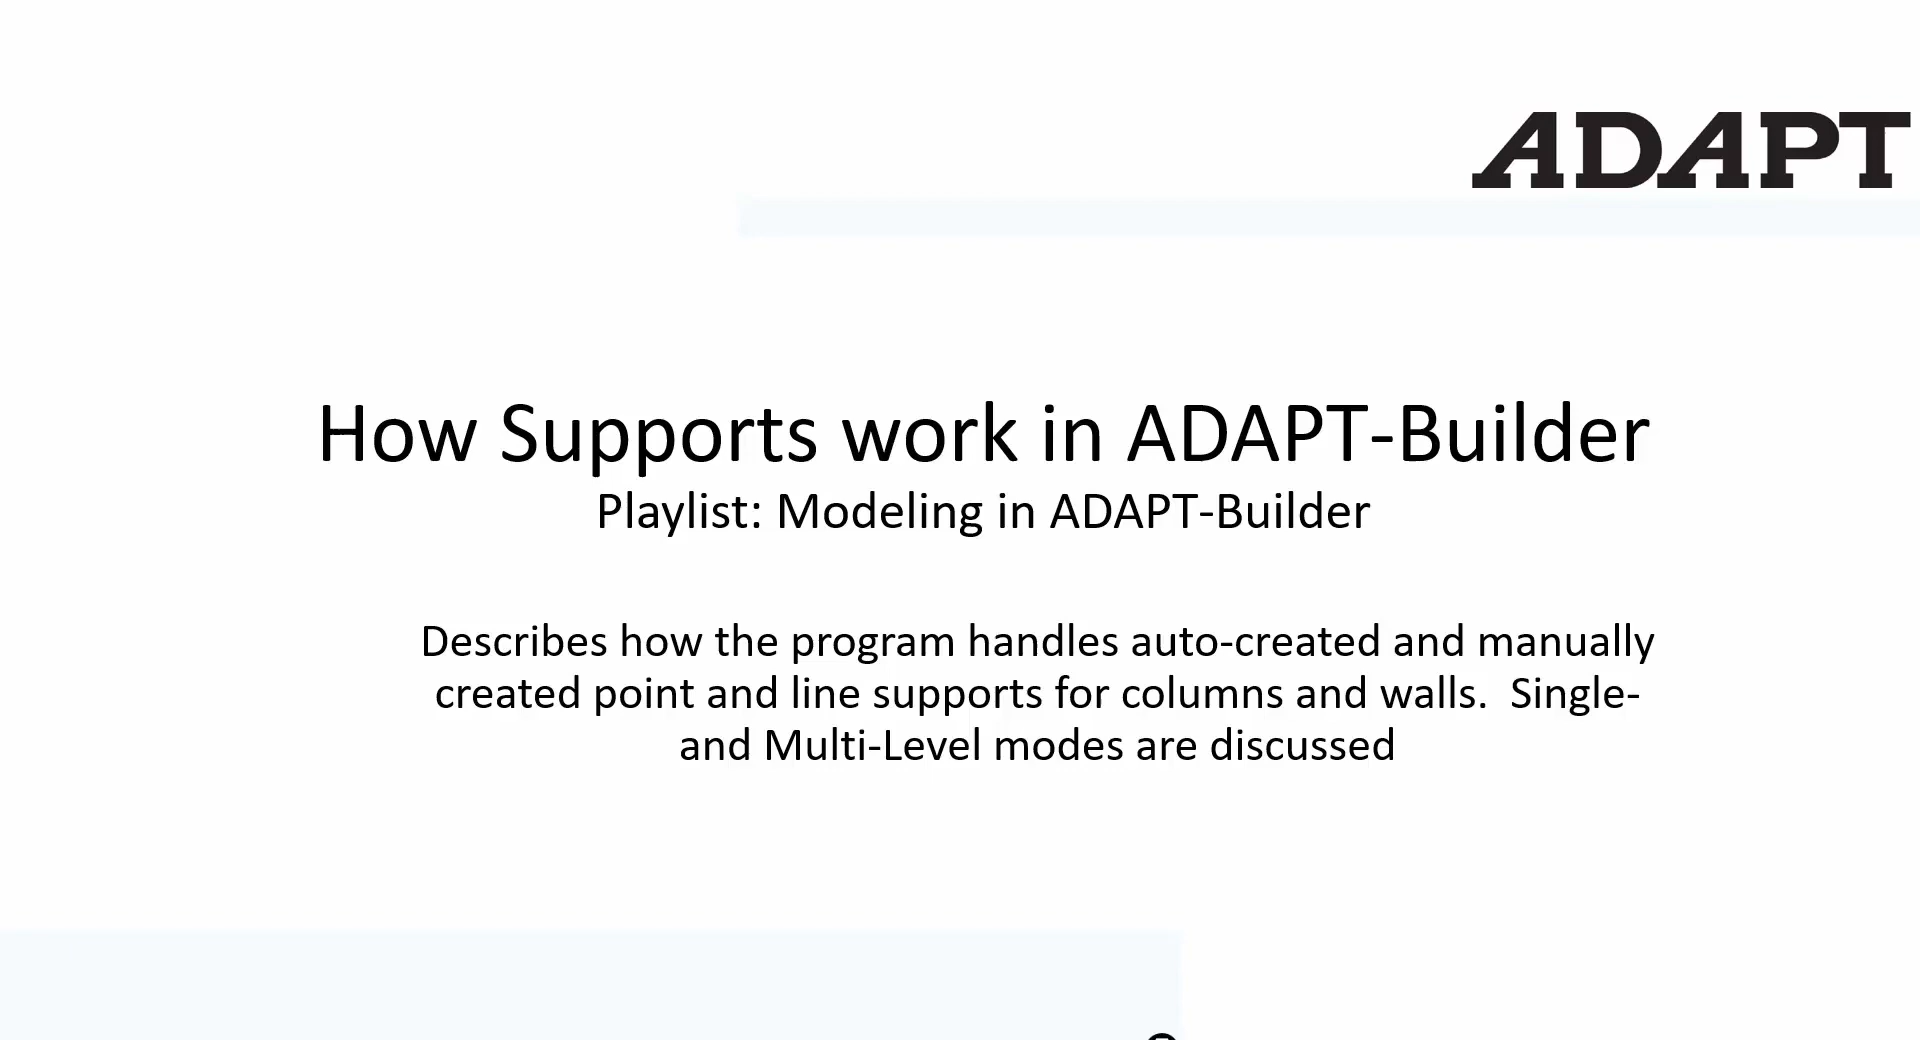 ADAPT
How Supports work in ADAPT-Builder
Playlist: Modeling in ADAPT-Builder
Describes how the program handles auto-created and manually
created point and line supports for columns and walls.  Single-
and Multi-Level modes are discussed